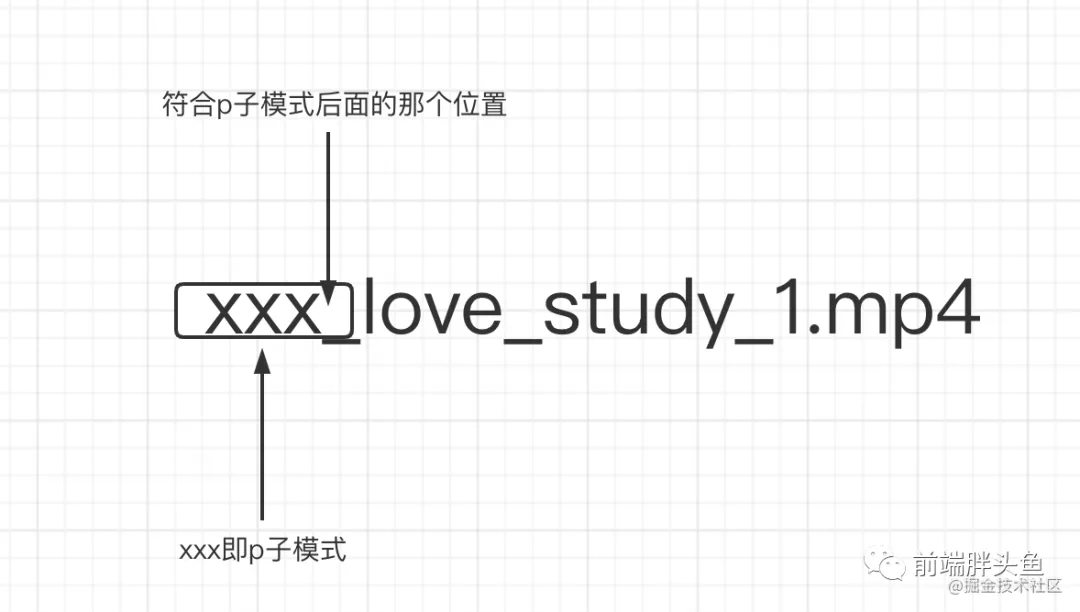 符合p子模式后面的那个位置
xxx_love_study_1.mp4
xxx即p子模式
前端胖头鱼
@掘金技术社区